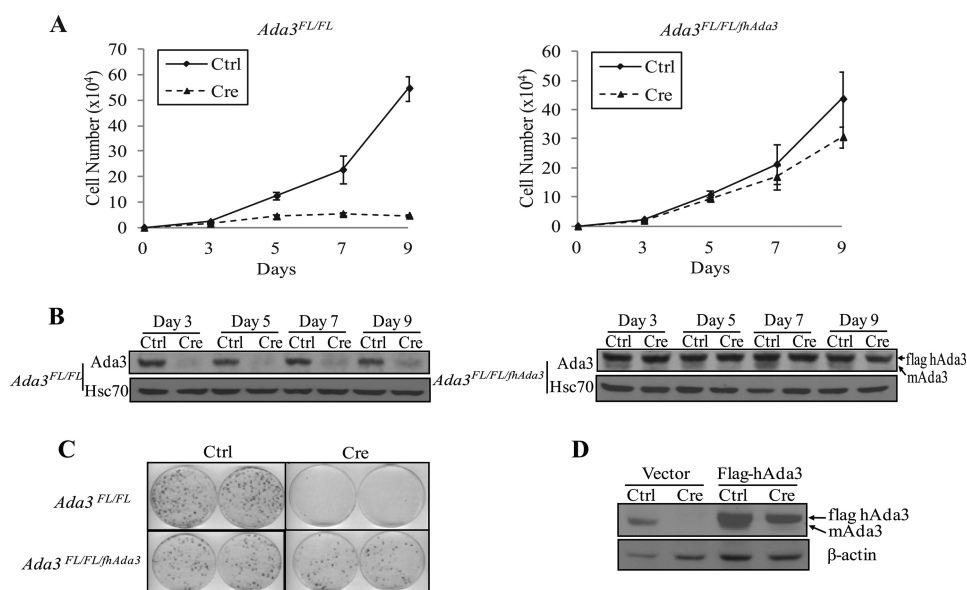 A
Ada3FL/FL
Cell Number (x10⁴)
70
60
50
40
30
20
10
0
Ctrl
Cre
0 3 5 7 9
Days
Ada3FL/FL/fhAda3
Cell Number (x10⁴)
60
50
40
30
20
10
0
Ctrl
Cre
0 3 5 7 9
Days
B
Day 3 Day 5 Day 7 Day 9
Ctrl Cre Ctrl Cre Ctrl Cre Ctrl Cre
Ada3
Ada3FL/FL
Hsc70
Day 3 Day 5 Day 7 Day 9
Ctrl Cre Ctrl Cre Ctrl Cre Ctrl Cre
Ada3
flag hAda3
mAda3
Ada3FL/FL/fhAda3
Hsc70
C
Ctrl Cre
Ada3 FL/FL
Ada3 FL/FL/fhAda3
D
Vector Flag-hAda3
Ctrl Cre Ctrl Cre
flag hAda3
mAda3
β-actin